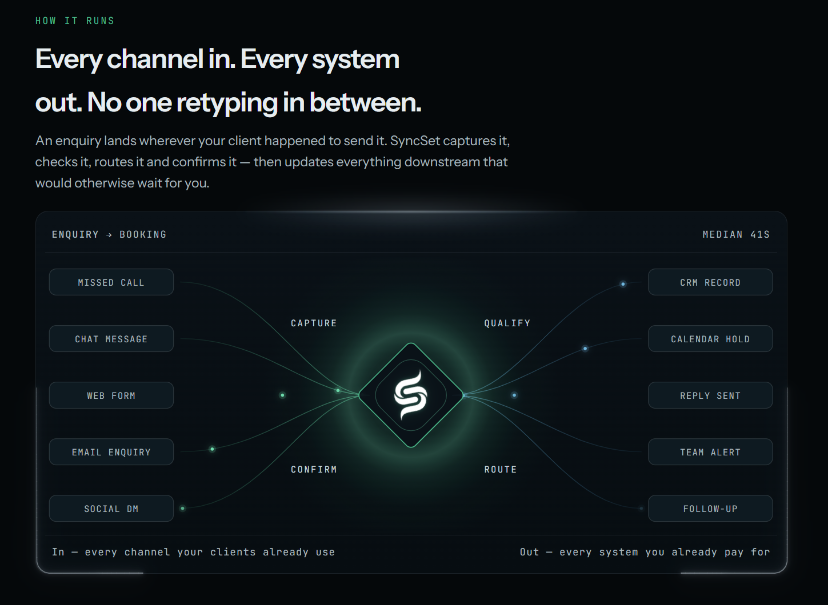 HOW IT RUNS
Every channel in. Every system
out. No one retyping in between.
An enquiry lands wherever your client happened to send it. SyncSet captures it,
checks it, routes it and confirms it — then updates everything downstream that
would otherwise wait for you.
ENQUIRY → BOOKING
MEDIAN 41S
MISSED CALL
CRM RECORD
CAPTURE
QUALIFY
CHAT MESSAGE
CALENDAR HOLD
WEB FORM
REPLY SENT
EMAIL ENQUIRY
TEAM ALERT
CONFIRM
ROUTE
SOCIAL DM
FOLLOW-UP
In — every channel your clients already use
Out — every system you already pay for